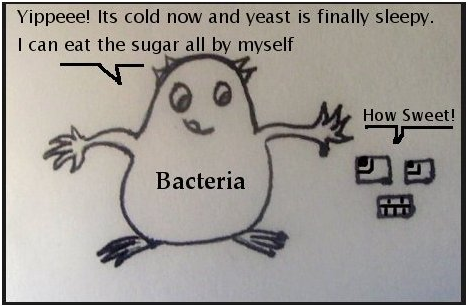 Yippeee! Its cold now and yeast is finally sleepy.
I can eat the sugar all by myself
How Sweet!
Bacteria